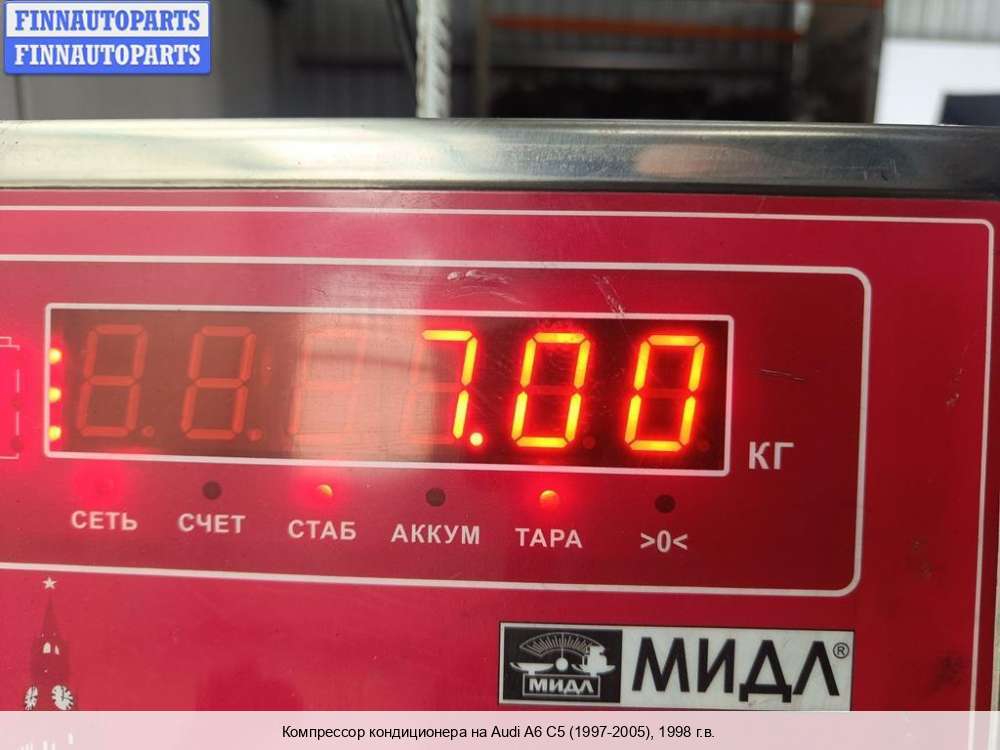 FINNAUTOPARTS
FINNAUTOPARTS
7.00
КГ
СЕТЬ СЧЕТ СТАБ АККУМ ТАРА >0<
МИДЛ МИДЛ®
Компрессор кондиционера на Audi A6 C5 (1997-2005), 1998 г.в.